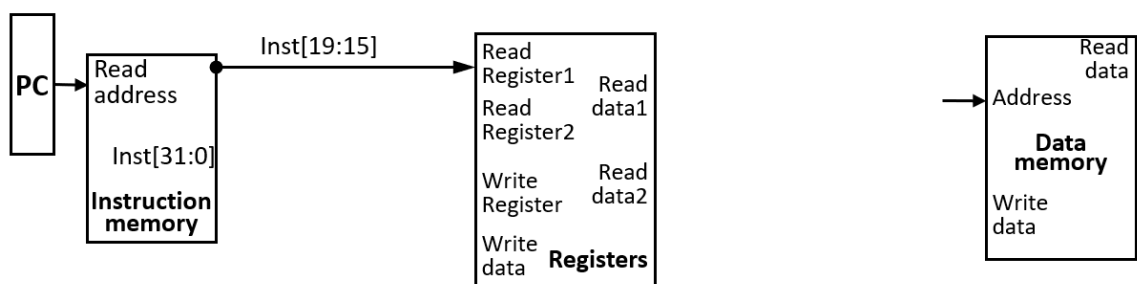 PC
Read
address
Inst[31:0]
Instruction
memory
Inst[19:15]
Read
Register1
Read
data1
Read
Register2
Write
Register
Read
data2
Write
data
Registers
Read
data
Address
Data
memory
Write
data